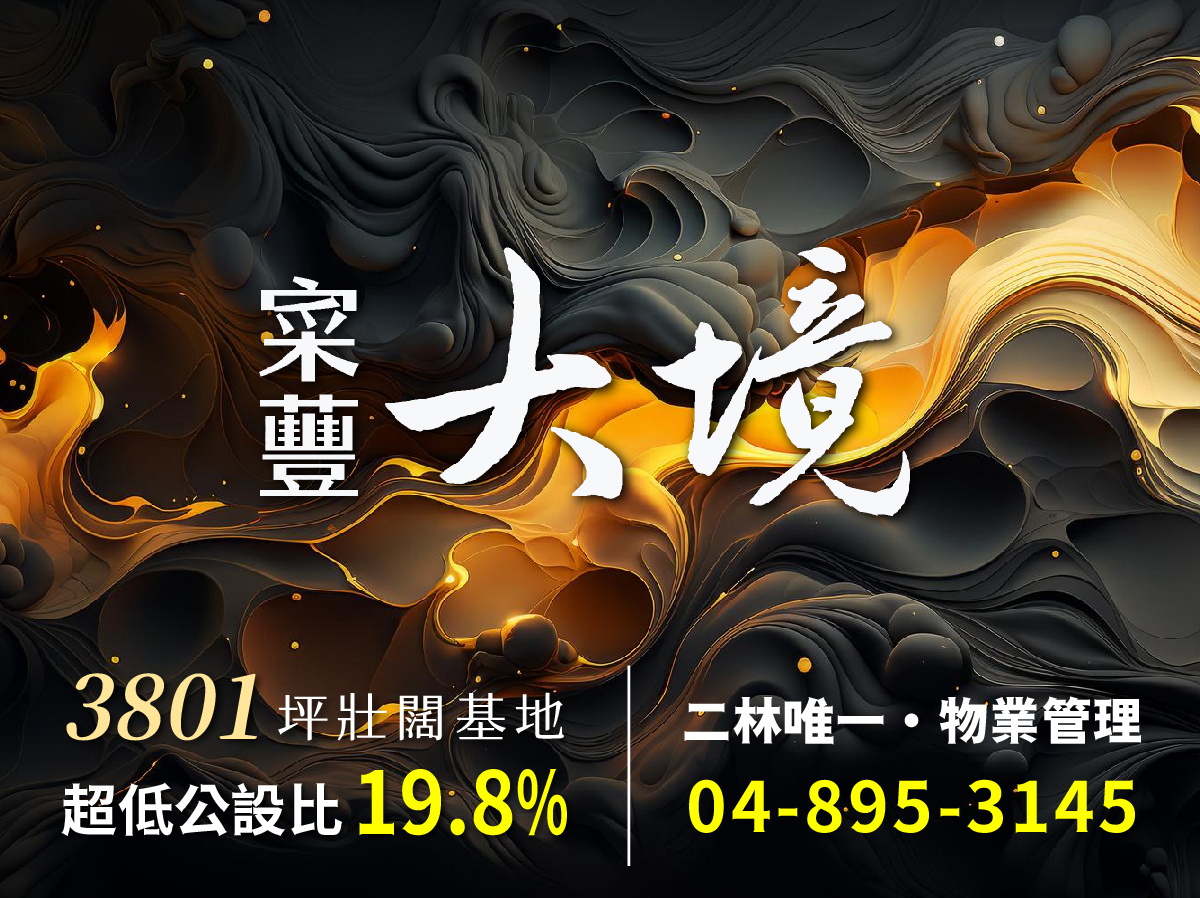 寀豐
大境
3801坪壯闊基地
超低公設比19.8%
二林唯一・物業管理
04-895-3145